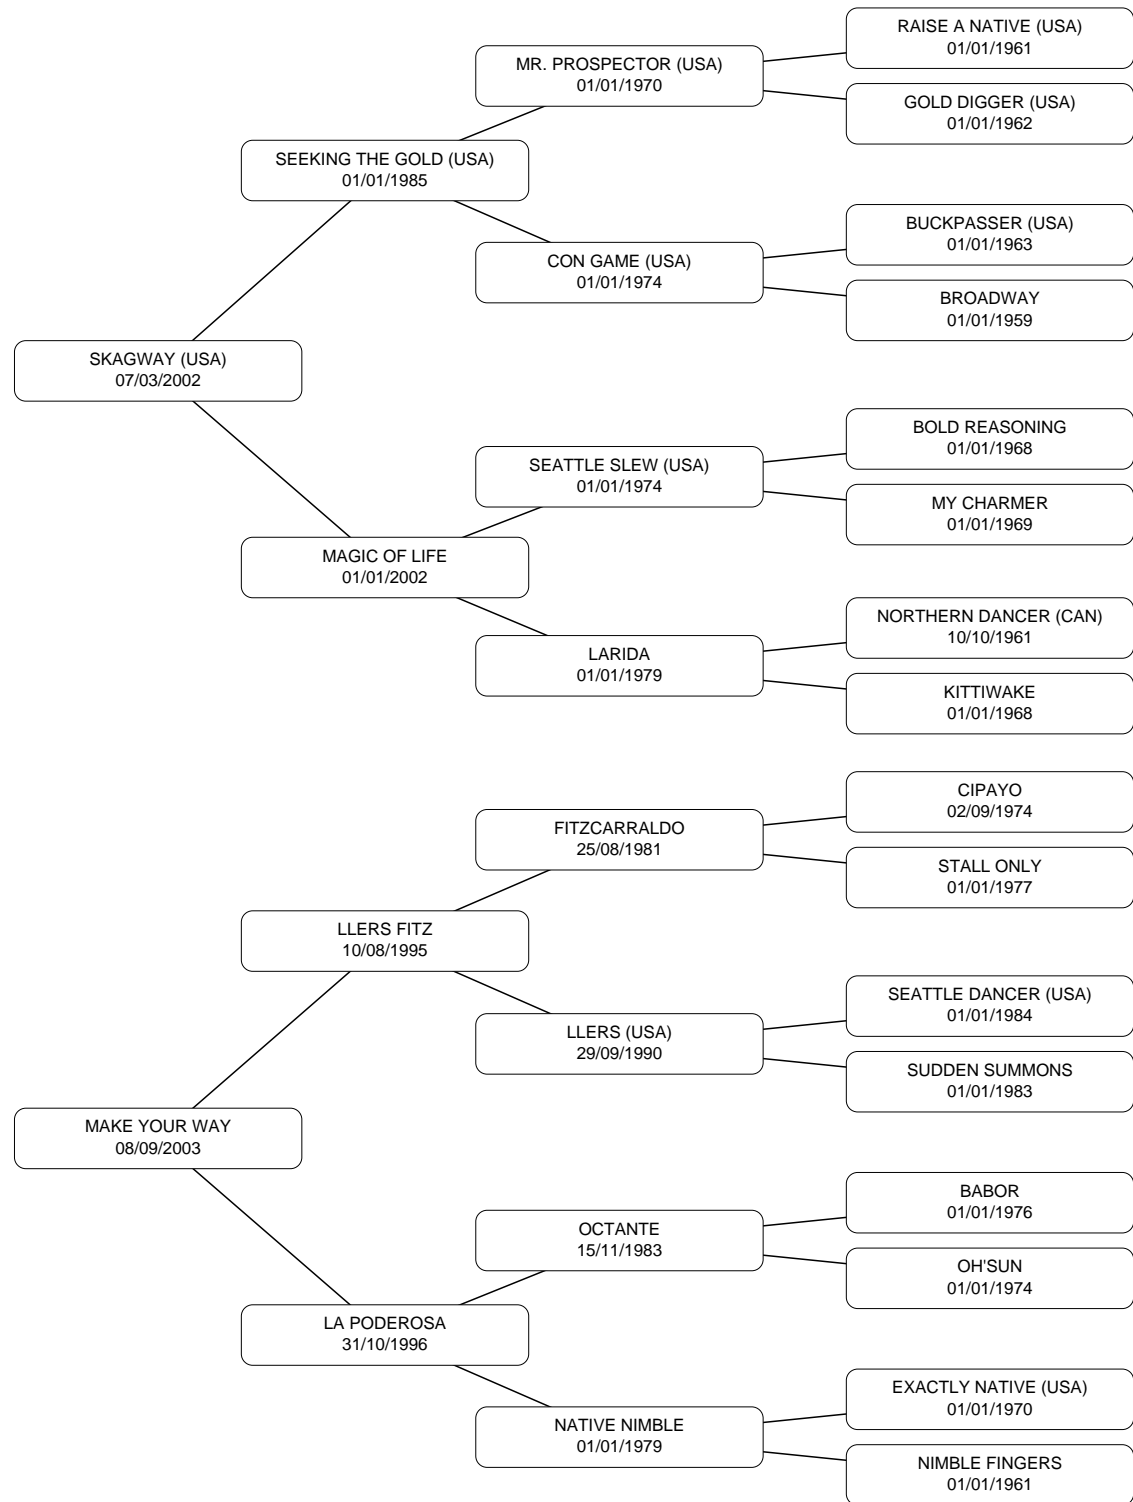 RAISE A NATIVE (USA)
01/01/1961
MR. PROSPECTOR (USA)
01/01/1970
GOLD DIGGER (USA)
01/01/1962
SEEKING THE GOLD (USA)
01/01/1985
BUCKPASSER (USA)
01/01/1963
CON GAME (USA)
01/01/1974
BROADWAY
01/01/1959
SKAGWAY (USA)
07/03/2002
BOLD REASONING
01/01/1968
SEATTLE SLEW (USA)
01/01/1974
MY CHARMER
01/01/1969
MAGIC OF LIFE
01/01/2002
NORTHERN DANCER (CAN)
10/10/1961
LARIDA
01/01/1979
KITTIWAKE
01/01/1968
CIPAYO
02/09/1974
FITZCARRALDO
25/08/1981
STALL ONLY
01/01/1977
LLERS FITZ
10/08/1995
SEATTLE DANCER (USA)
01/01/1984
LLERS (USA)
29/09/1990
SUDDEN SUMMONS
01/01/1983
MAKE YOUR WAY
08/09/2003
BABOR
01/01/1976
OCTANTE
15/11/1983
OH'SUN
01/01/1974
LA PODEROSA
31/10/1996
EXACTLY NATIVE (USA)
01/01/1970
NATIVE NIMBLE
01/01/1979
NIMBLE FINGERS
01/01/1961